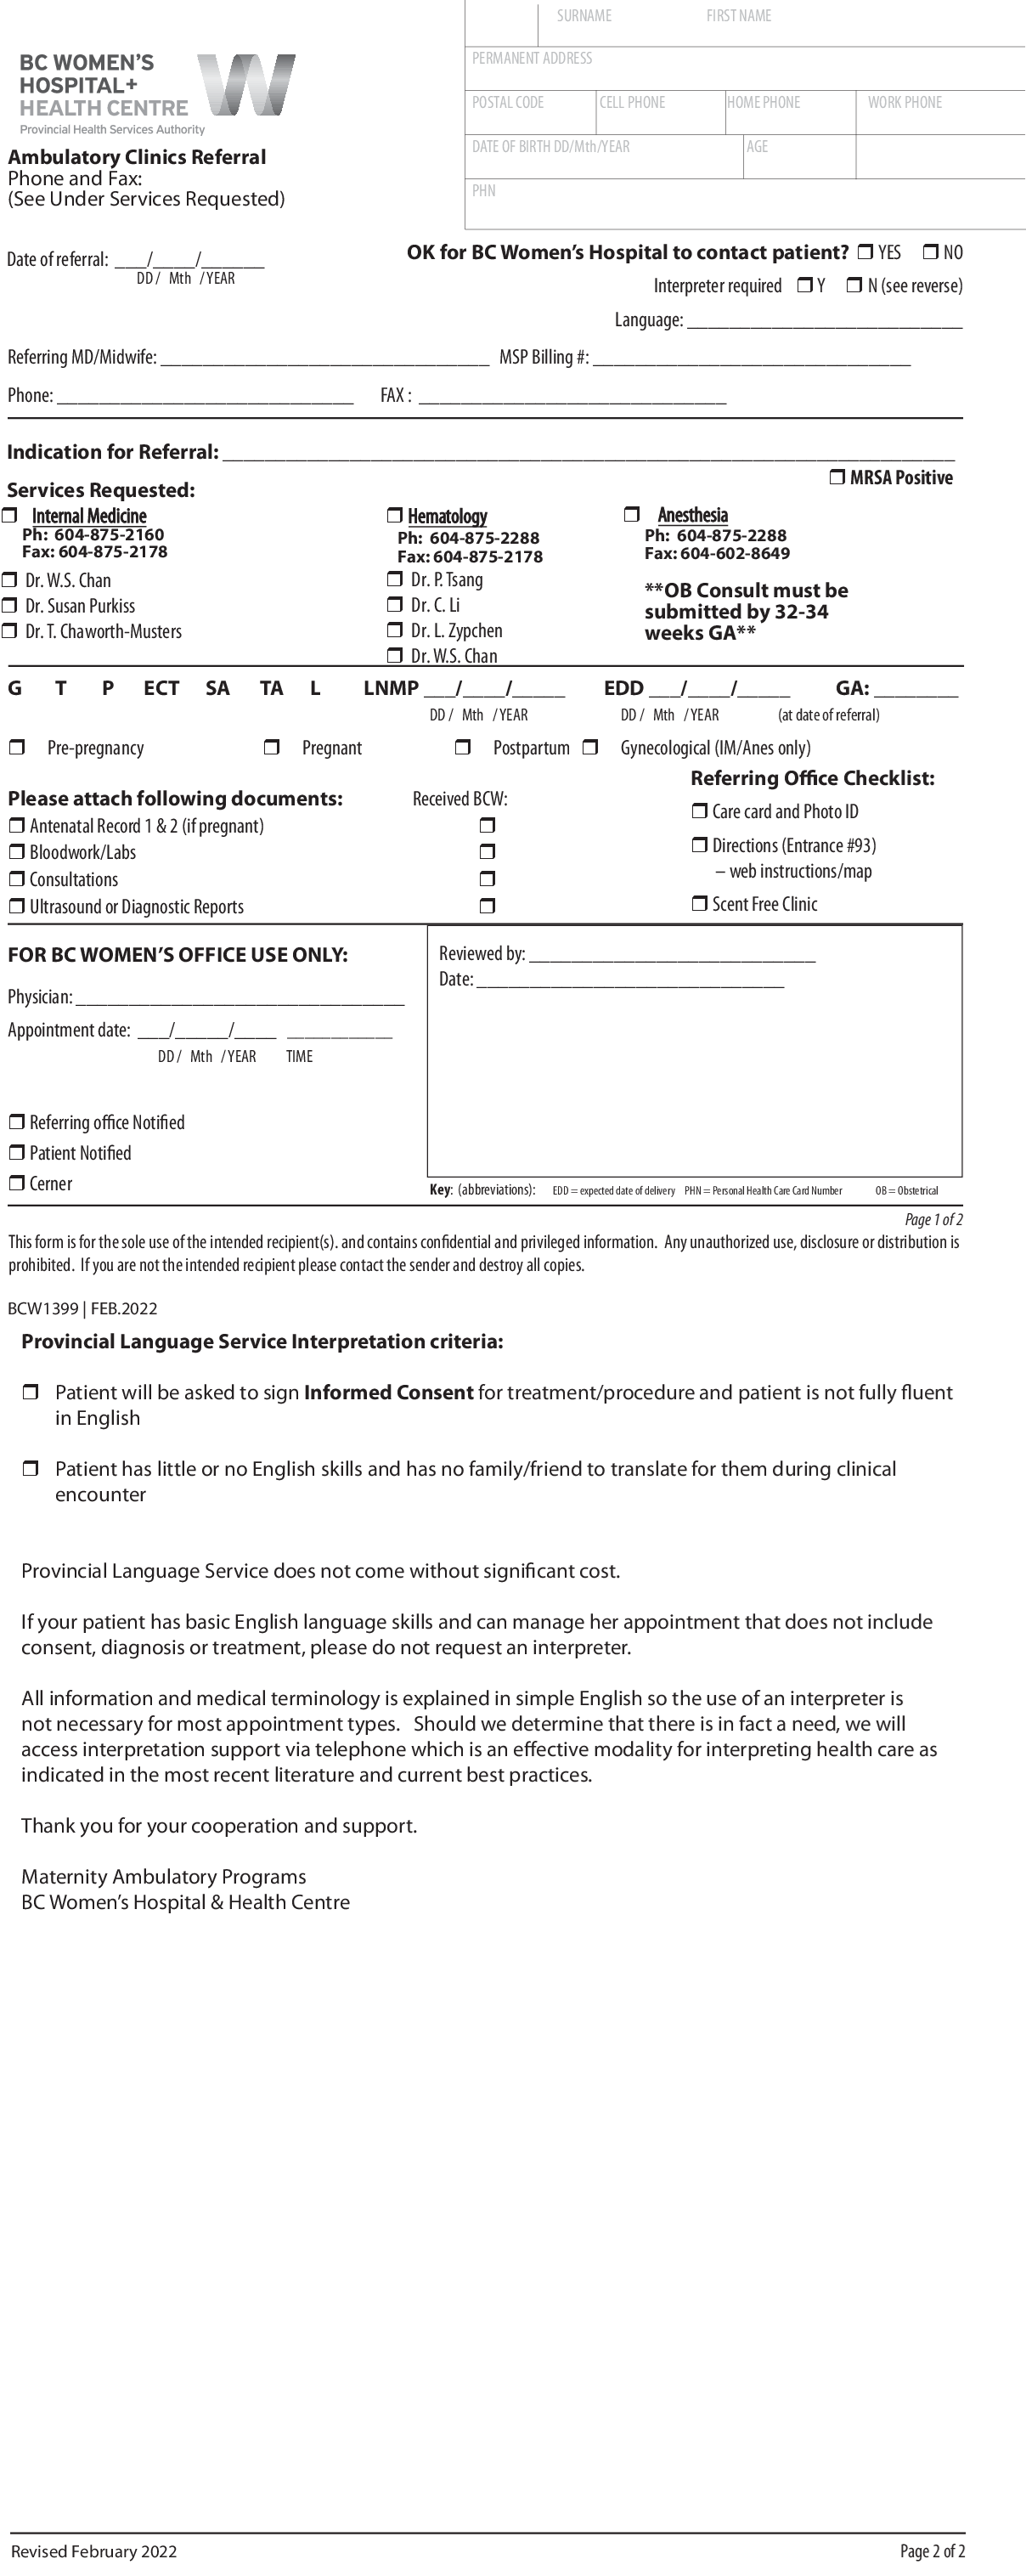 SURNAME FIRST NAME
PERMANENT ADDRESS
POSTAL CODE CELL PHONE HOME PHONE WORK PHONE
DATE OF BIRTH DD/Mth/YEAR AGE
PHN
BC WOMEN'S
HOSPITAL+
HEALTH CENTRE
Provincial Health Services Authority
Ambulatory Clinics Referral
Phone and Fax:
(See Under Services Requested)
OK for BC Women's Hospital to contact patient? ❒ YES ❒ NO
Date of referral: ___/____/______
DD / Mth / YEAR
Interpreter required ❒ Y ❒ N (see reverse)
Language: __________________________
Referring MD/Midwife: _______________________________ MSP Billing #: ______________________________
Phone: ____________________________ FAX : _____________________________
Indication for Referral: _____________________________________________________________________
❒ MRSA Positive
Services Requested:
❒ Internal Medicine ❒ Hematology ❒ Anesthesia
Ph: 604-875-2160 Ph: 604-875-2288 Ph: 604-875-2288
Fax: 604-875-2178 Fax: 604-875-2178 Fax: 604-602-8649
❒ Dr. W.S. Chan ❒ Dr. P. Tsang **OB Consult must be
❒ Dr. Susan Purkiss ❒ Dr. C. Li submitted by 32-34
❒ Dr. T. Chaworth-Musters ❒ Dr. L. Zypchen weeks GA**
❒ Dr. W.S. Chan
G T P ECT SA TA L LNMP ___/____/_____ EDD ___/____/_____ GA: ________
DD / Mth / YEAR DD / Mth / YEAR (at date of referral)
❒ Pre-pregnancy ❒ Pregnant ❒ Postpartum ❒ Gynecological (IM/Anes only)
Referring Office Checklist:
Please attach following documents: Received BCW:
❒ Care card and Photo ID
❒ Antenatal Record 1 & 2 (if pregnant) ❒
❒ Bloodwork/Labs ❒ ❒ Directions (Entrance #93)
– web instructions/map
❒ Consultations ❒
❒ Ultrasound or Diagnostic Reports ❒ ❒ Scent Free Clinic
FOR BC WOMEN'S OFFICE USE ONLY:
Physician: _______________________________
Appointment date: ___/_____/____ __________
DD / Mth / YEAR TIME
❒ Referring office Notified
❒ Patient Notified
❒ Cerner
Reviewed by: ___________________________
Date: _____________________________
Key: (abbreviations): EDD = expected date of delivery PHN = Personal Health Care Card Number OB = Obstetrical
Page 1 of 2
This form is for the sole use of the intended recipient(s). and contains confidential and privileged information. Any unauthorized use, disclosure or distribution is
prohibited. If you are not the intended recipient please contact the sender and destroy all copies.
BCW1399 | FEB.2022
Provincial Language Service Interpretation criteria:
❒ Patient will be asked to sign Informed Consent for treatment/procedure and patient is not fully fluent
in English
❒ Patient has little or no English skills and has no family/friend to translate for them during clinical
encounter
Provincial Language Service does not come without significant cost.
If your patient has basic English language skills and can manage her appointment that does not include
consent, diagnosis or treatment, please do not request an interpreter.
All information and medical terminology is explained in simple English so the use of an interpreter is
not necessary for most appointment types. Should we determine that there is in fact a need, we will
access interpretation support via telephone which is an effective modality for interpreting health care as
indicated in the most recent literature and current best practices.
Thank you for your cooperation and support.
Maternity Ambulatory Programs
BC Women's Hospital & Health Centre
Revised February 2022 Page 2 of 2